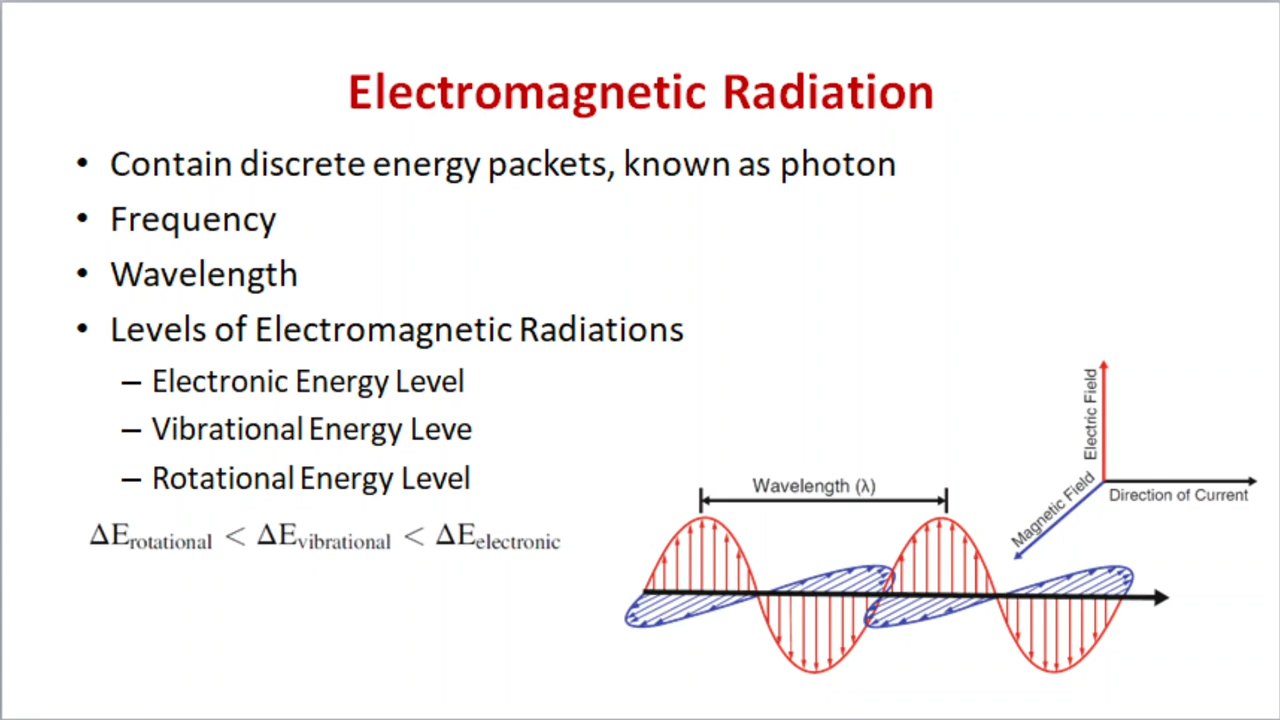 Electromagnetic Radiation
• Contain discrete energy packets, known as photon
• Frequency
• Wavelength
• Levels of Electromagnetic Radiations
– Electronic Energy Level
– Vibrational Energy Leve
– Rotational Energy Level
ΔErotational < ΔEvibrational < ΔEelectronic
Wavelength (λ)
Electric Field
Magnetic Field
Direction of Current